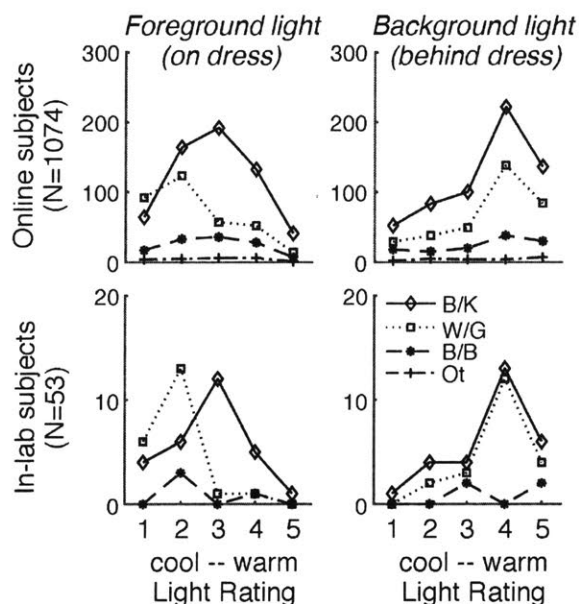 Foreground light
(on dress)
Background light
(behind dress)
Online subjects
(N=1074)
300
200
100
0
300
200
100
0
In-lab subjects
(N=53)
20
10
0
20
10
0
B/K
W/G
B/B
Ot
1 2 3 4 5
cool -- warm
Light Rating
1 2 3 4 5
cool -- warm
Light Rating